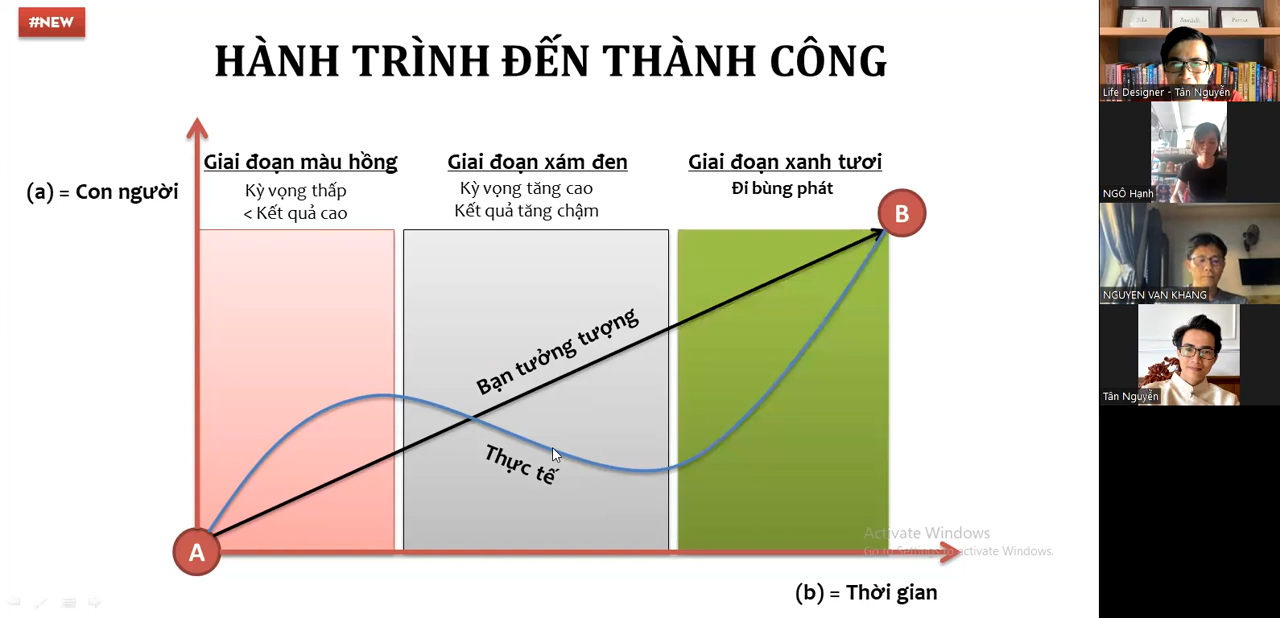 #NEW
HÀNH TRÌNH ĐẾN THÀNH CÔNG
(a) = Con người
Giai đoạn màu hồng
Kỳ vọng thấp
< Kết quả cao
Giai đoạn xám đen
Kỳ vọng tăng cao
Kết quả tăng chậm
Giai đoạn xanh tươi
Đi bùng phát
B
Bạn tưởng tượng
Thực tế
A
(b) = Thời gian
Activate Windows
Go to Settings to activate Windows.
Life Designer - Tân Nguyễn
NGÔ Hạnh
NGUYEN VAN KHANG
Tân Nguyễn